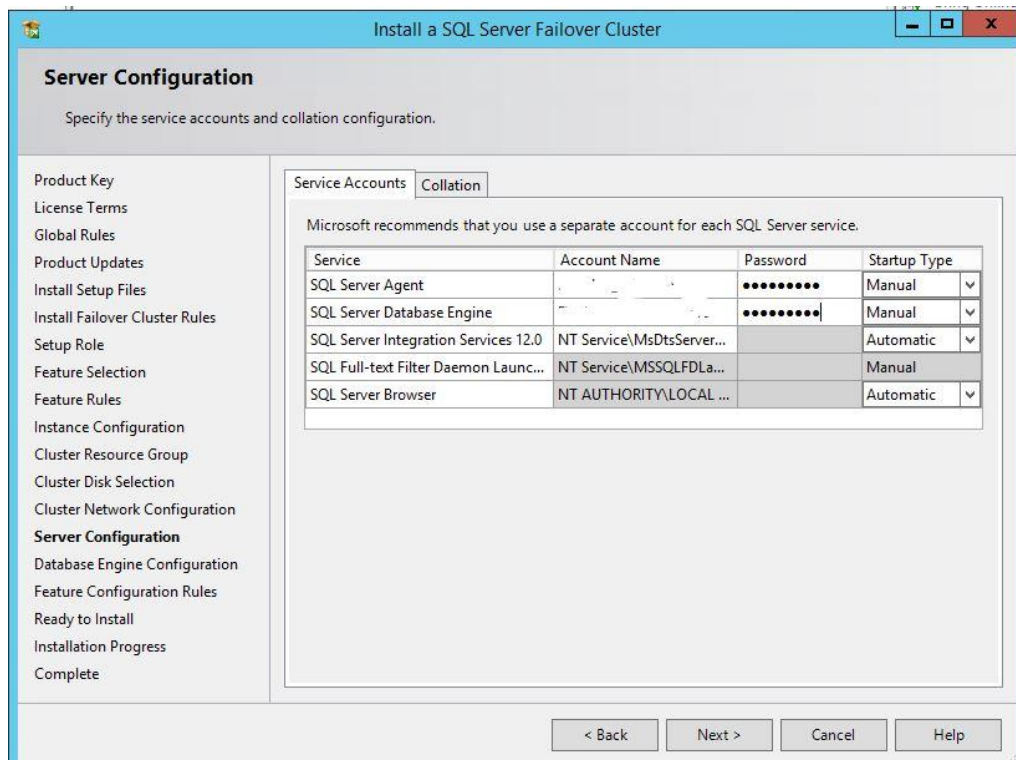 Install a SQL Server Failover Cluster
Server Configuration
Specify the service accounts and collation configuration.
Product Key
License Terms
Global Rules
Product Updates
Install Setup Files
Install Failover Cluster Rules
Setup Role
Feature Selection
Feature Rules
Instance Configuration
Cluster Resource Group
Cluster Disk Selection
Cluster Network Configuration
Server Configuration
Database Engine Configuration
Feature Configuration Rules
Ready to Install
Installation Progress
Complete
Service Accounts Collation
Microsoft recommends that you use a separate account for each SQL Server service.
Service Account Name Password Startup Type
SQL Server Agent ●●●●●●●●● Manual
SQL Server Database Engine ●●●●●●●●● Manual
SQL Server Integration Services 12.0 NT Service\MsDtsServer... Automatic
SQL Full-text Filter Daemon Launc... NT Service\MSSQLFDLa... Manual
SQL Server Browser NT AUTHORITY\LOCAL ... Automatic
< Back Next > Cancel Help